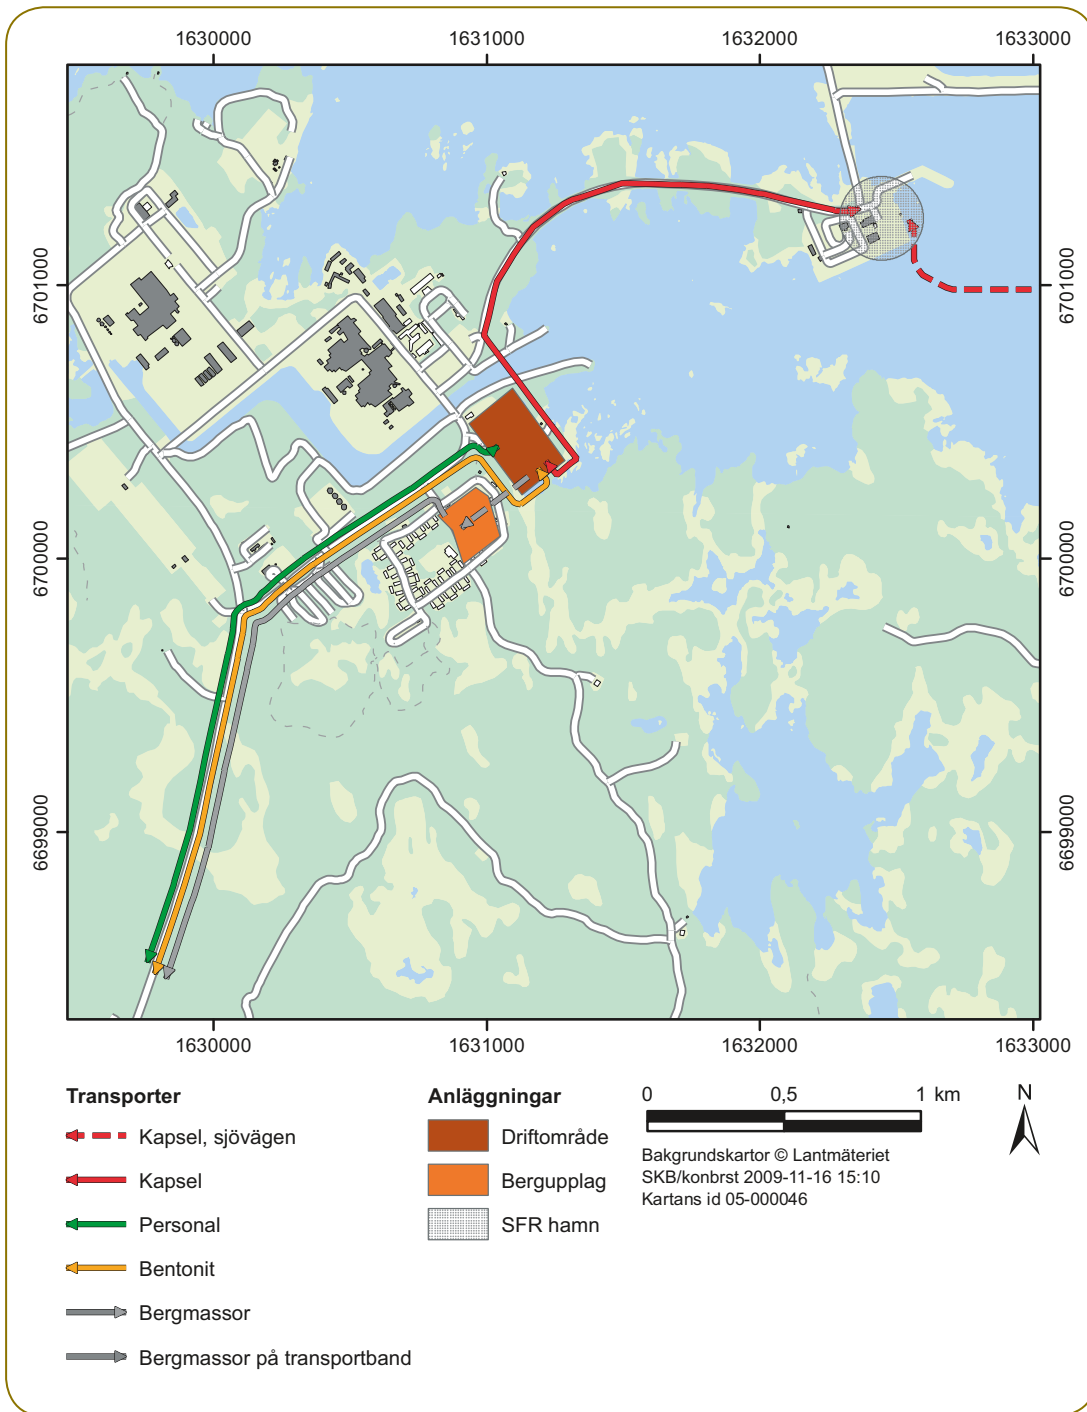 1630000 1631000 1632000 1633000
6701000 6701000
6700000 6700000
6699000 6699000
1630000 1631000 1632000 1633000
Transporter
Kapsel, sjövägen
Kapsel
Personal
Bentonit
Bergmassor
Bergmassor på transportband
Anläggningar
Driftområde
Bergupplag
SFR hamn
0 0,5 1 km
Bakgrundskartor © Lantmäteriet
SKB/konbrst 2009-11-16 15:10
Kartans id 05-000046
N